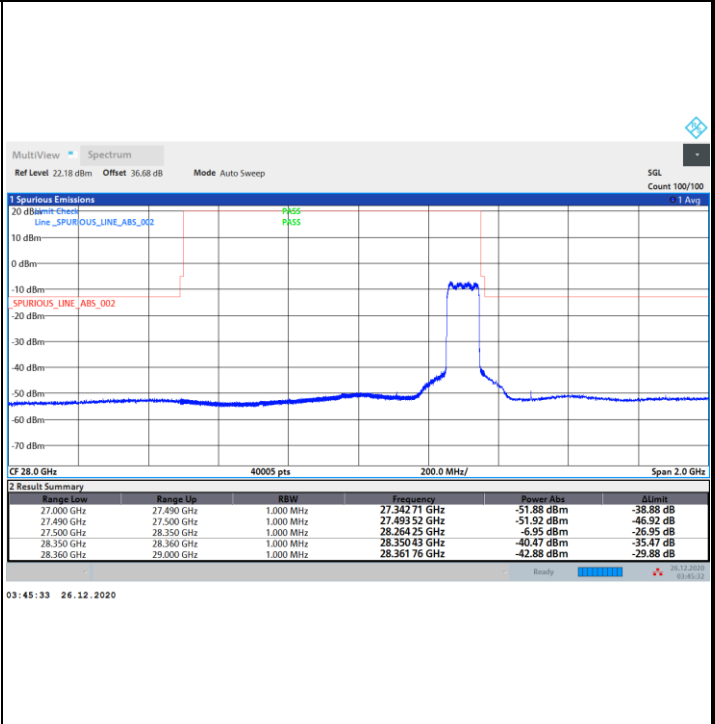 MultiView Spectrum
Ref Level 22.18 dBm Offset 36.68 dB Mode Auto Sweep SGL
Count 100/100
1 Spurious Emissions 1 Avg
20 dBm Limit Check PASS
Line _SPURIOUS_LINE_ABS_002 PASS
10 dBm
0 dBm
-10 dBm
_SPURIOUS_LINE_ABS_002
-20 dBm
-30 dBm
-40 dBm
-50 dBm
-60 dBm
-70 dBm
CF 28.0 GHz 40005 pts 200.0 MHz/ Span 2.0 GHz
2 Result Summary
Range Low Range Up RBW Frequency Power Abs ΔLimit
27.000 GHz 27.490 GHz 1.000 MHz 27.342 71 GHz -51.88 dBm -38.88 dB
27.490 GHz 27.500 GHz 1.000 MHz 27.493 52 GHz -51.92 dBm -46.92 dB
27.500 GHz 28.350 GHz 1.000 MHz 28.264 25 GHz -6.95 dBm -26.95 dB
28.350 GHz 28.360 GHz 1.000 MHz 28.350 43 GHz -40.47 dBm -35.47 dB
28.360 GHz 29.000 GHz 1.000 MHz 28.361 76 GHz -42.88 dBm -29.88 dB
Ready 26.12.2020
03:45:32
03:45:33 26.12.2020